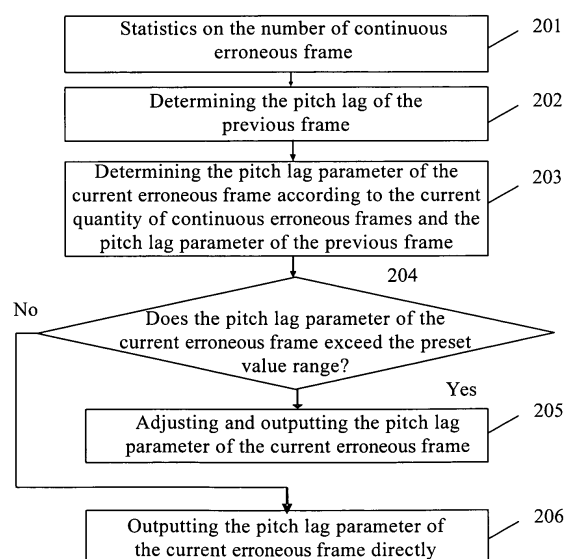 Statistics on the number of continuous
erroneous frame
201
Determining the pitch lag of the
previous frame
202
Determining the pitch lag parameter of the
current erroneous frame according to the current
quantity of continuous erroneous frames and the
pitch lag parameter of the previous frame
203
204
No
Does the pitch lag parameter of the
current erroneous frame exceed the preset
value range?
Yes
Adjusting and outputting the pitch lag
parameter of the current erroneous frame
205
Outputting the pitch lag parameter of
the current erroneous frame directly
206